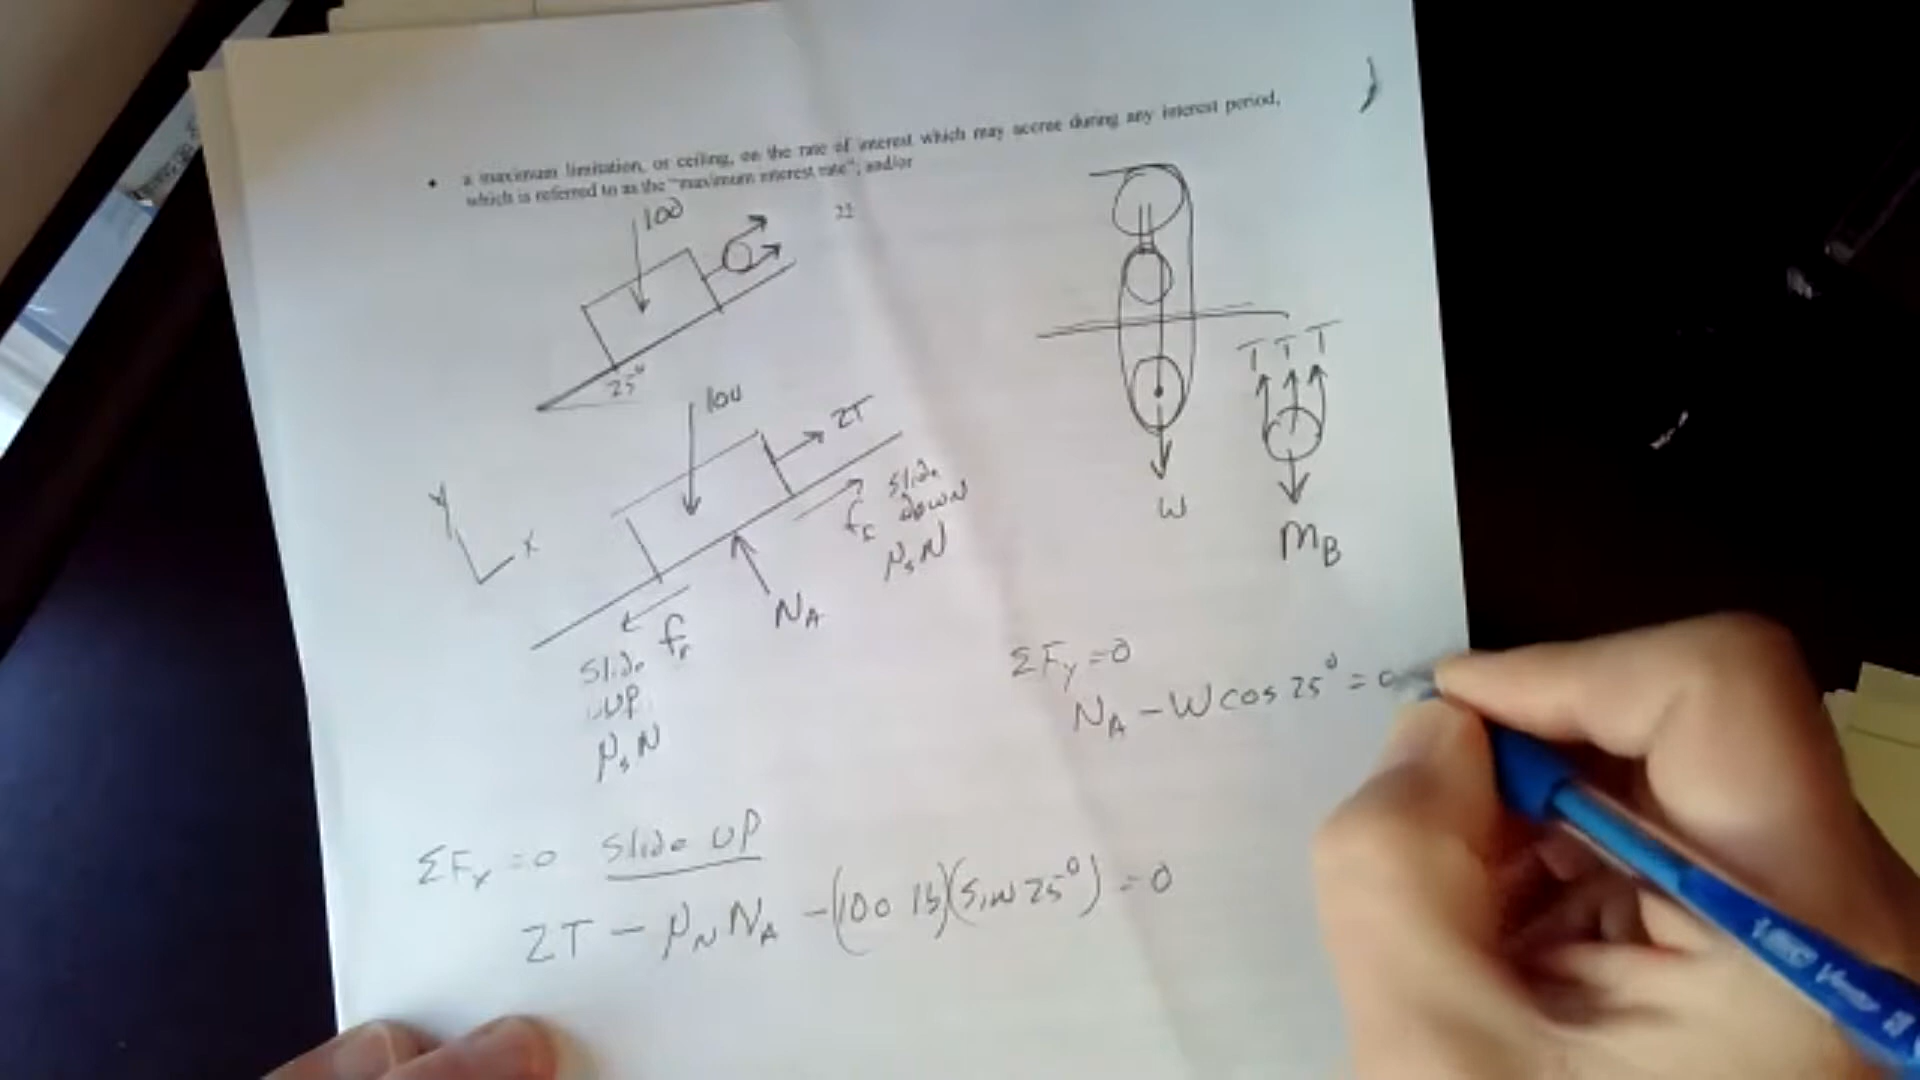 • a maximum limitation, or ceiling, on the rate of interest which may accrue during any interest period,
which is referred to as the "maximum interest rate"; and/or
22
100
25°
100
2T
Slide
down
μsN
y
x
NA
fr
Slide
UP
μsN
T T T
W
MB
ΣFy=0
NA - W cos 25° = 0
ΣFx=0 Slide UP
2T - μN NA - (100 lb)(sin 25°) = 0